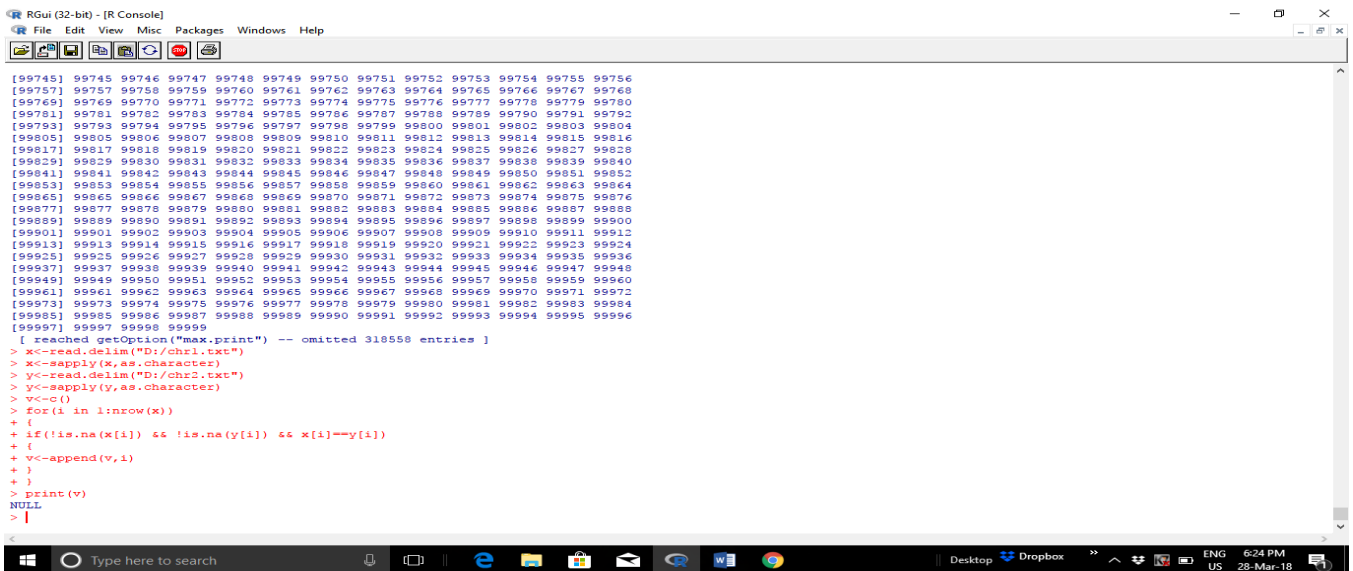 RGui (32-bit) - [R Console]
File Edit View Misc Packages Windows Help
STOP
[99745] 99745 99746 99747 99748 99749 99750 99751 99752 99753 99754 99755 99756
[99757] 99757 99758 99759 99760 99761 99762 99763 99764 99765 99766 99767 99768
[99769] 99769 99770 99771 99772 99773 99774 99775 99776 99777 99778 99779 99780
[99781] 99781 99782 99783 99784 99785 99786 99787 99788 99789 99790 99791 99792
[99793] 99793 99794 99795 99796 99797 99798 99799 99800 99801 99802 99803 99804
[99805] 99805 99806 99807 99808 99809 99810 99811 99812 99813 99814 99815 99816
[99817] 99817 99818 99819 99820 99821 99822 99823 99824 99825 99826 99827 99828
[99829] 99829 99830 99831 99832 99833 99834 99835 99836 99837 99838 99839 99840
[99841] 99841 99842 99843 99844 99845 99846 99847 99848 99849 99850 99851 99852
[99853] 99853 99854 99855 99856 99857 99858 99859 99860 99861 99862 99863 99864
[99865] 99865 99866 99867 99868 99869 99870 99871 99872 99873 99874 99875 99876
[99877] 99877 99878 99879 99880 99881 99882 99883 99884 99885 99886 99887 99888
[99889] 99889 99890 99891 99892 99893 99894 99895 99896 99897 99898 99899 99900
[99901] 99901 99902 99903 99904 99905 99906 99907 99908 99909 99910 99911 99912
[99913] 99913 99914 99915 99916 99917 99918 99919 99920 99921 99922 99923 99924
[99925] 99925 99926 99927 99928 99929 99930 99931 99932 99933 99934 99935 99936
[99937] 99937 99938 99939 99940 99941 99942 99943 99944 99945 99946 99947 99948
[99949] 99949 99950 99951 99952 99953 99954 99955 99956 99957 99958 99959 99960
[99961] 99961 99962 99963 99964 99965 99966 99967 99968 99969 99970 99971 99972
[99973] 99973 99974 99975 99976 99977 99978 99979 99980 99981 99982 99983 99984
[99985] 99985 99986 99987 99988 99989 99990 99991 99992 99993 99994 99995 99996
[99997] 99997 99998 99999
[ reached getOption("max.print") -- omitted 318558 entries ]
> x<-read.delim("D:/chr1.txt")
> x<-sapply(x,as.character)
> y<-read.delim("D:/chr2.txt")
> y<-sapply(y,as.character)
> v<-c()
> for(i in 1:nrow(x))
+ {
+ if(!is.na(x[i]) && !is.na(y[i]) && x[i]==y[i])
+ {
+ v<-append(v,i)
+ }
+ }
> print(v)
NULL
>
Type here to search
Desktop Dropbox » ENG 6:24 PM
US 28-Mar-18